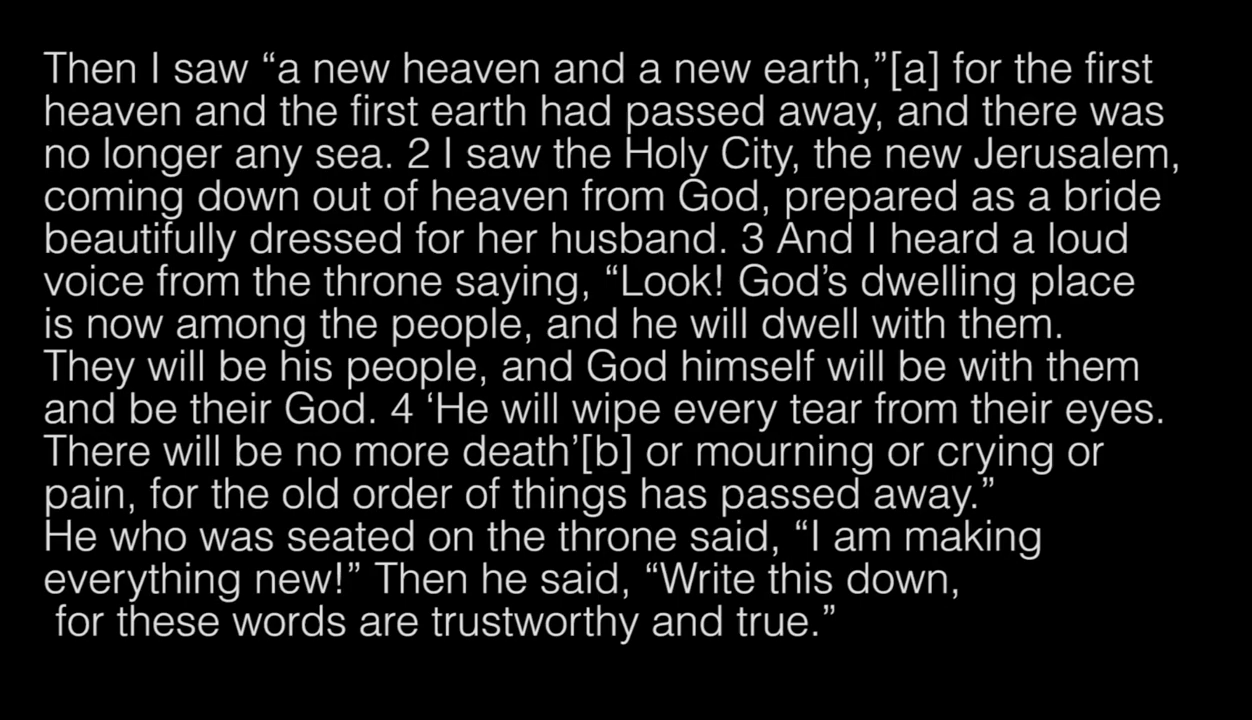 Then I saw “a new heaven and a new earth,”[a] for the first
heaven and the first earth had passed away, and there was
no longer any sea. 2 I saw the Holy City, the new Jerusalem,
coming down out of heaven from God, prepared as a bride
beautifully dressed for her husband. 3 And I heard a loud
voice from the throne saying, “Look! God’s dwelling place
is now among the people, and he will dwell with them.
They will be his people, and God himself will be with them
and be their God. 4 ‘He will wipe every tear from their eyes.
There will be no more death’[b] or mourning or crying or
pain, for the old order of things has passed away.”
He who was seated on the throne said, “I am making
everything new!” Then he said, “Write this down,
for these words are trustworthy and true.”